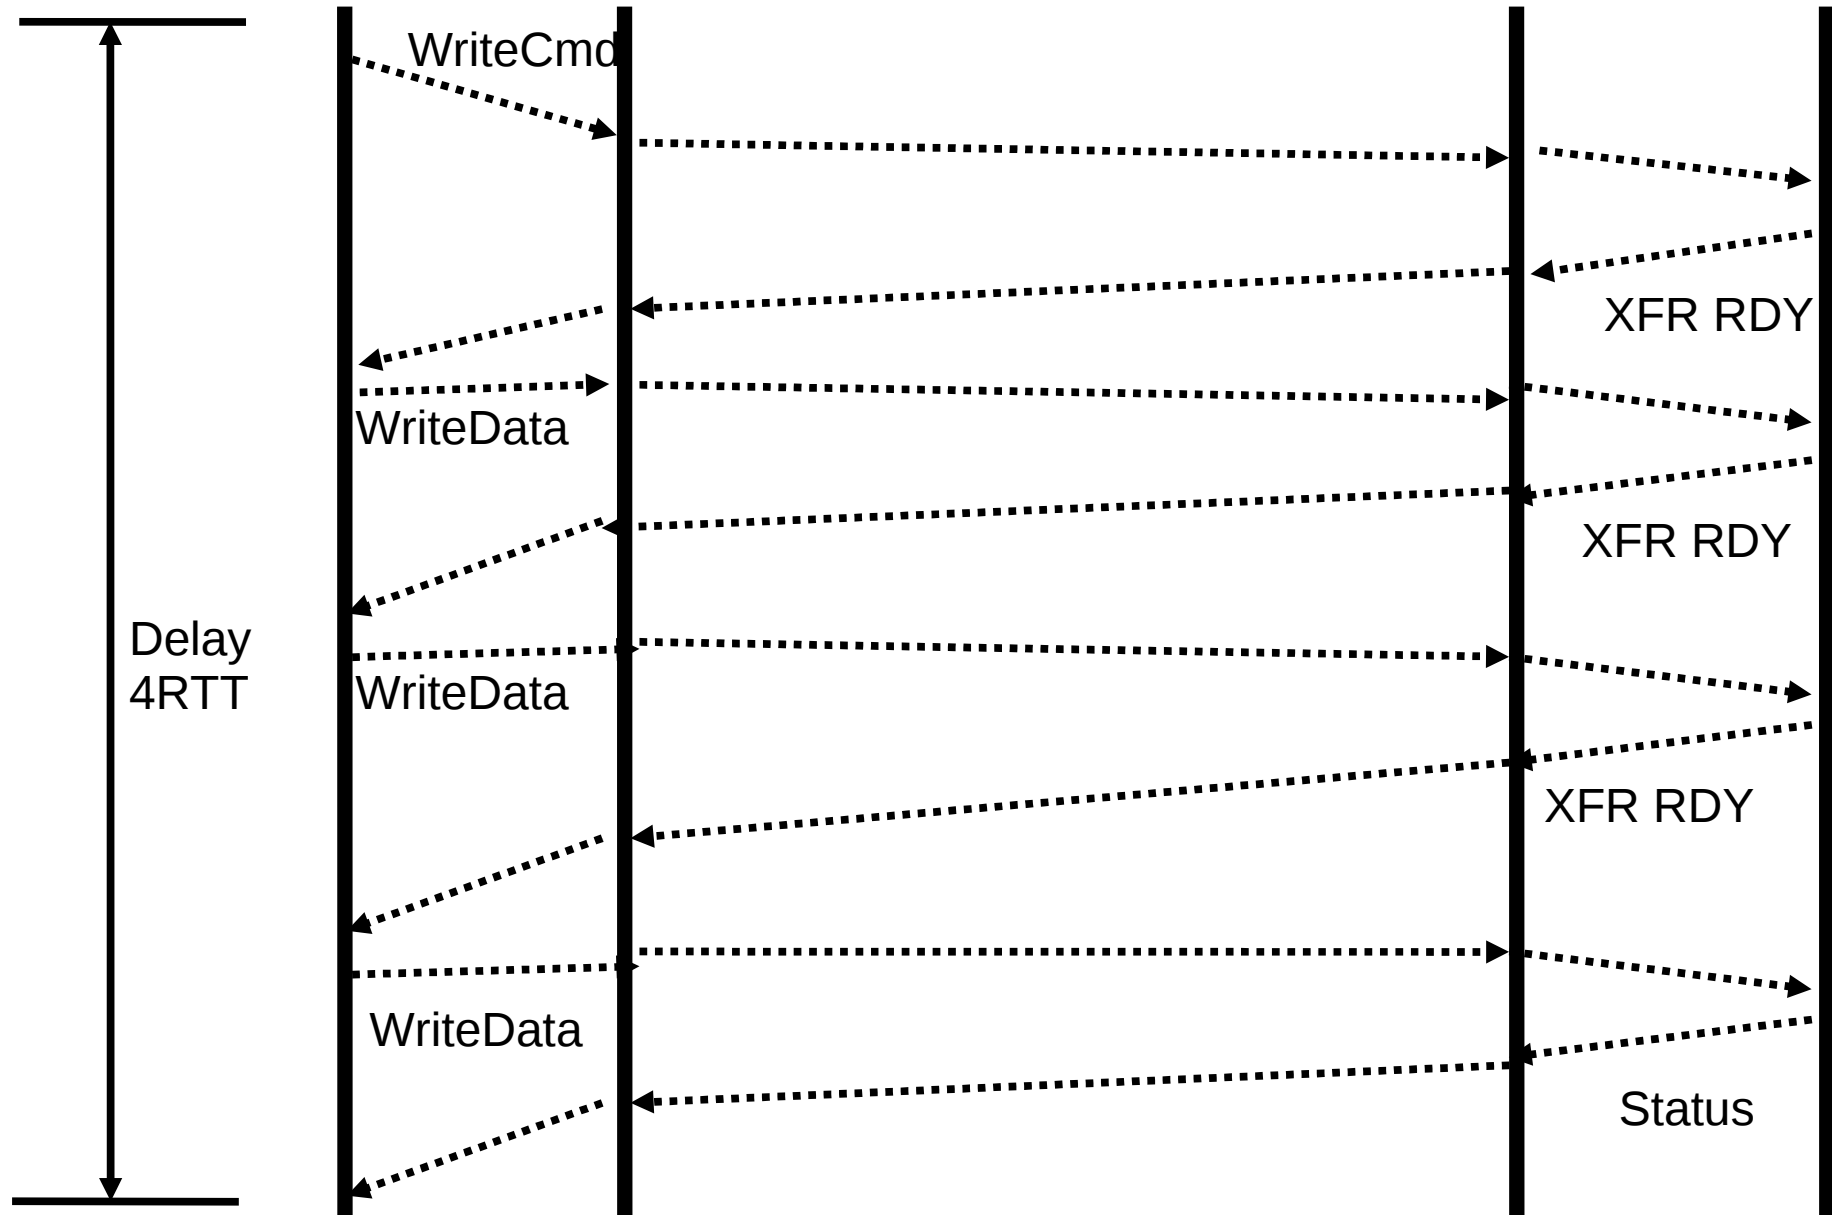 WriteCmd
XFR RDY
WriteData
XFR RDY
Delay
4RTT
WriteData
XFR RDY
WriteData
Status